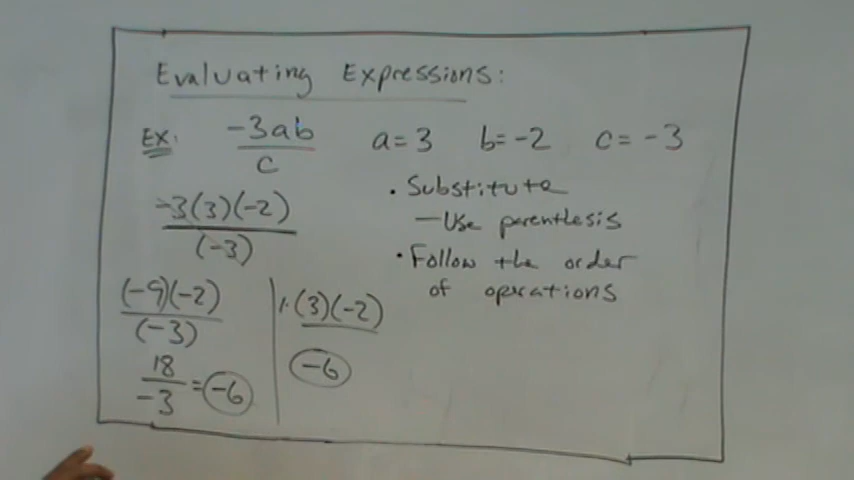 Evaluating Expressions:
Ex: -3ab/c a=3 b=-2 c=-3
• Substitute
-3(3)(-2)/(-3)
- Use parenthesis
• Follow the order
of operations
(-9)(-2)/(-3)
1·(3)(-2)
18/-3 = -6
-6